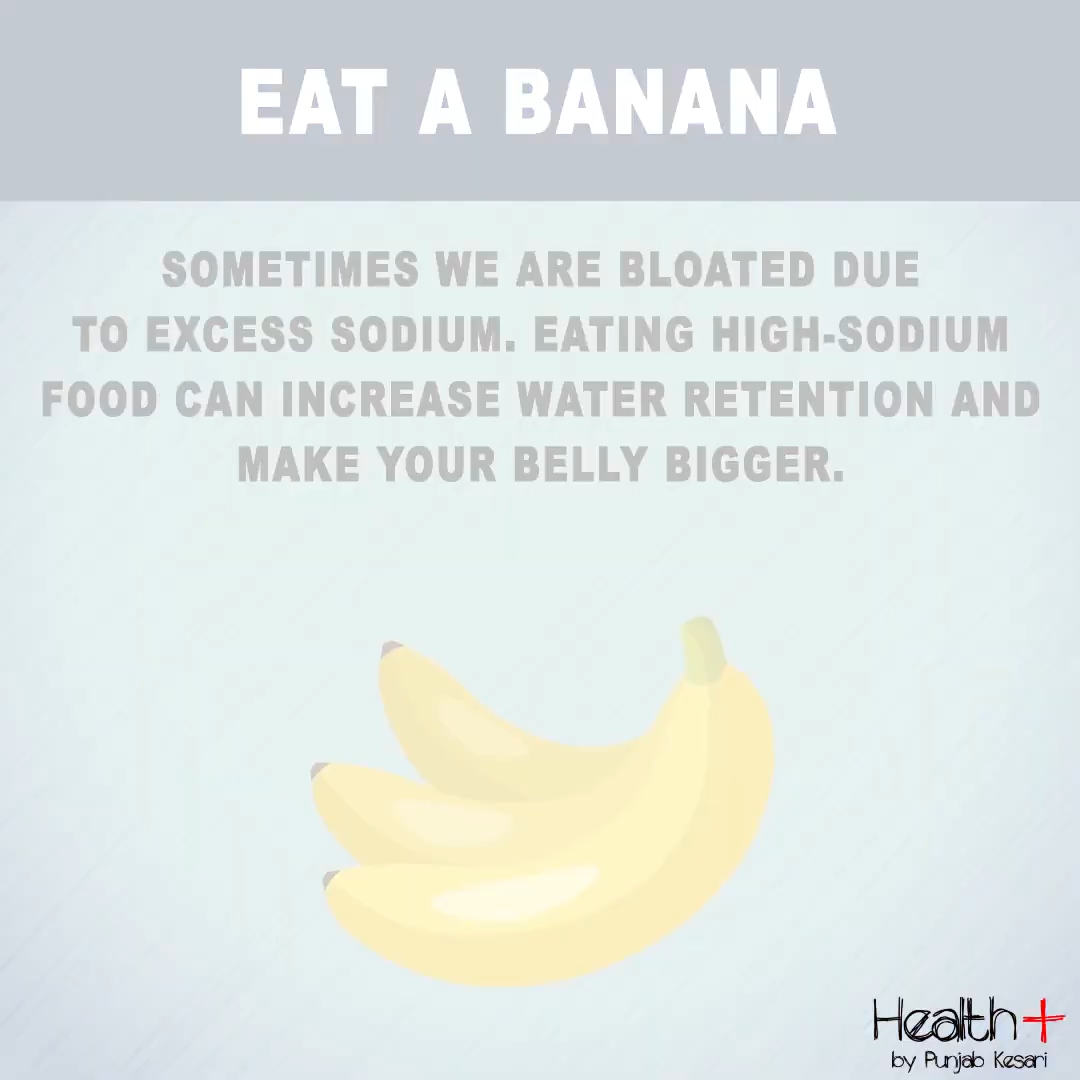 EAT A BANANA
SOMETIMES WE ARE BLOATED DUE
TO EXCESS SODIUM. EATING HIGH-SODIUM
FOOD CAN INCREASE WATER RETENTION AND
MAKE YOUR BELLY BIGGER.
Health+
by Punjab Kesari